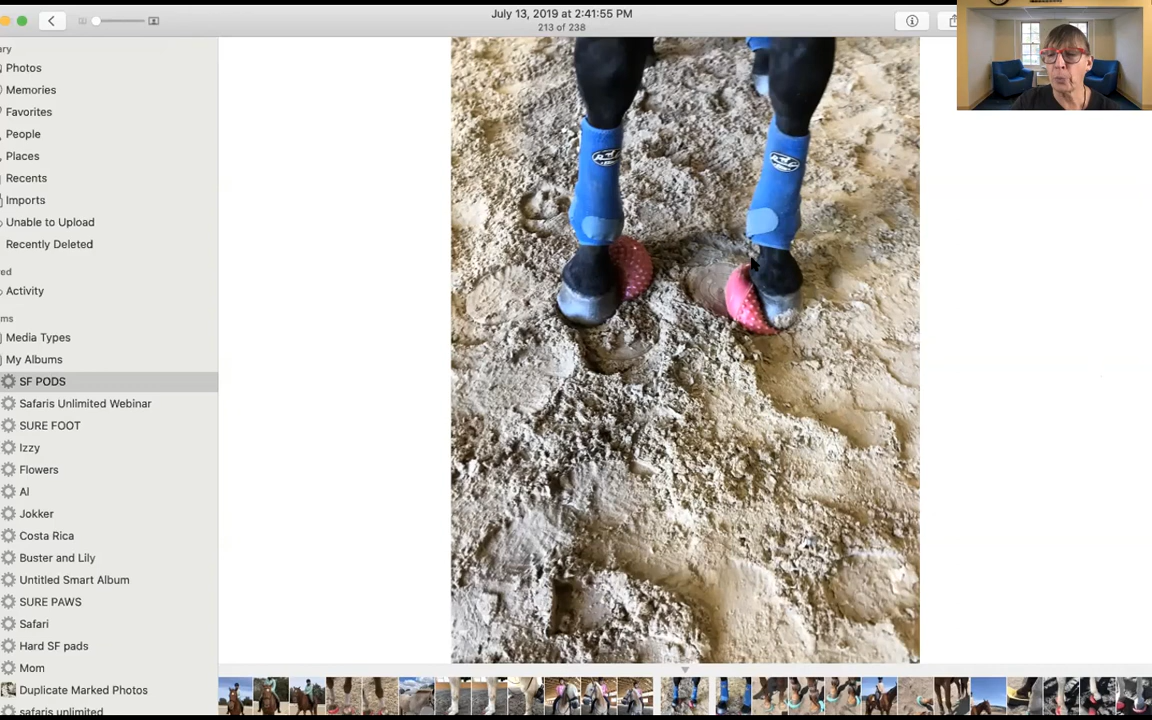 July 13, 2019 at 2:41:55 PM
213 of 238
ary
Photos
Memories
Favorites
People
Places
Recents
Imports
Unable to Upload
Recently Deleted
red
Activity
ms
Media Types
My Albums
SF PODS
Safaris Unlimited Webinar
SURE FOOT
Izzy
Flowers
Al
Jokker
Costa Rica
Buster and Lily
Untitled Smart Album
SURE PAWS
Safari
Hard SF pads
Mom
Duplicate Marked Photos
safaris unlimited